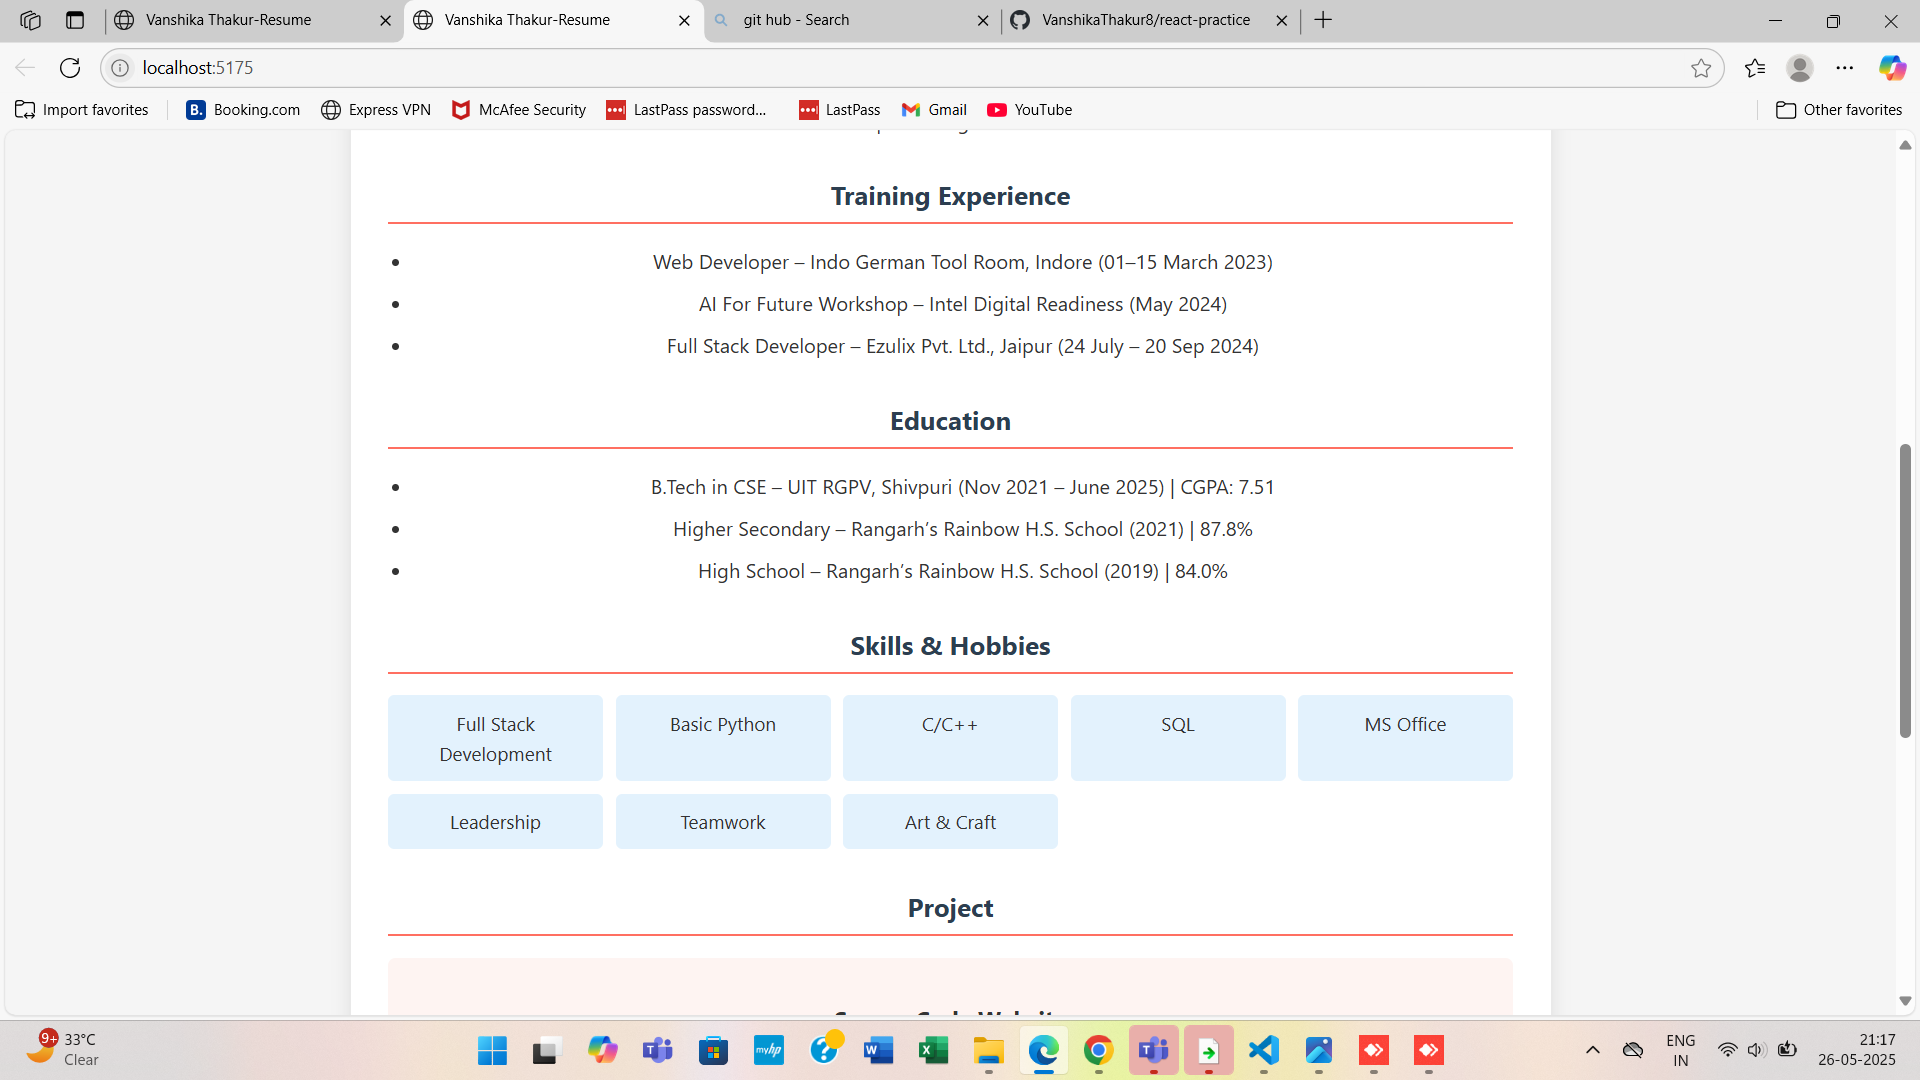 Vanshika Thakur-Resume
Vanshika Thakur-Resume
git hub - Search
VanshikaThakur8/react-practice
localhost:5175
Import favorites
B. Booking.com
Express VPN
McAfee Security
LastPass password...
LastPass
Gmail
YouTube
Other favorites
Training Experience
Web Developer – Indo German Tool Room, Indore (01–15 March 2023)
AI For Future Workshop – Intel Digital Readiness (May 2024)
Full Stack Developer – Ezulix Pvt. Ltd., Jaipur (24 July – 20 Sep 2024)
Education
B.Tech in CSE – UIT RGPV, Shivpuri (Nov 2021 – June 2025) | CGPA: 7.51
Higher Secondary – Rangarh’s Rainbow H.S. School (2021) | 87.8%
High School – Rangarh’s Rainbow H.S. School (2019) | 84.0%
Skills & Hobbies
Full Stack
Development
Basic Python
C/C++
SQL
MS Office
Leadership
Teamwork
Art & Craft
Project
9+
33°C
Clear
myhp
ENG
IN
21:17
26-05-2025